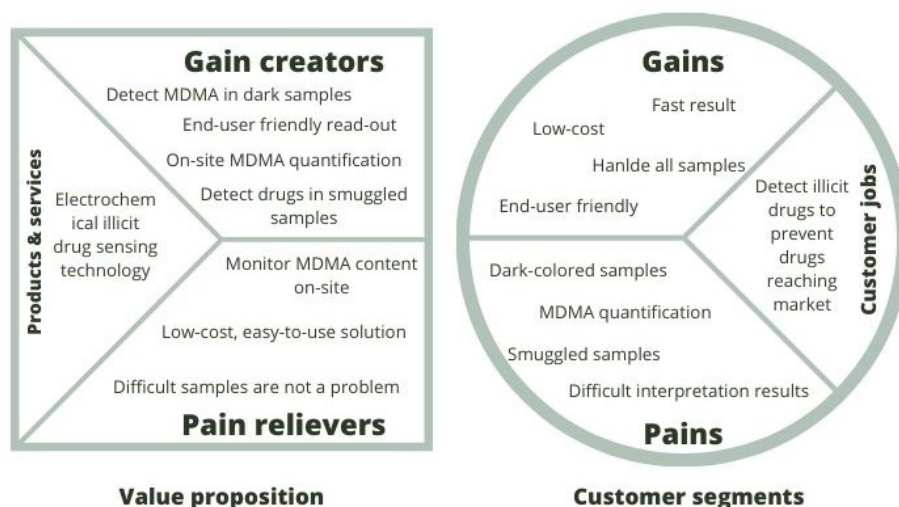 Gain creators
Detect MDMA in dark samples
End-user friendly read-out
On-site MDMA quantification
Detect drugs in smuggled
samples
Products & services
Electrochem
ical illicit
drug sensing
technology
Monitor MDMA content
on-site
Low-cost, easy-to-use solution
Difficult samples are not a problem
Pain relievers
Value proposition
Gains
Fast result
Low-cost
Hanlde all samples
End-user friendly
Detect illicit
drugs to
prevent
drugs
reaching
market
Customer jobs
Dark-colored samples
MDMA quantification
Smuggled samples
Difficult interpretation results
Pains
Customer segments